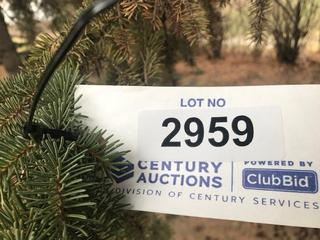 LOT NO
2959
CENTURY
AUCTIONS
POWERED BY
ClubBid
DIVISION OF CENTURY SERVICES